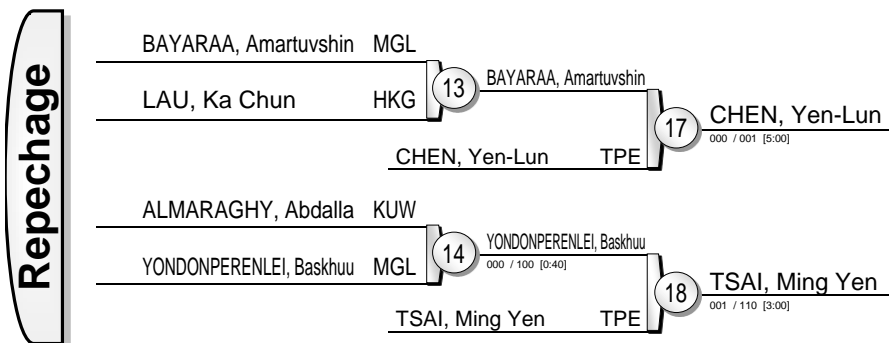 Repechage
BAYARAA, Amartuvshin MGL
LAU, Ka Chun HKG
13
BAYARAA, Amartuvshin
CHEN, Yen-Lun TPE
17
CHEN, Yen-Lun
000 / 001 [5:00]
ALMARAGHY, Abdalla KUW
YONDONPERENLEI, Baskhuu MGL
14
YONDONPERENLEI, Baskhuu
000 / 100 [0:40]
TSAI, Ming Yen TPE
18
TSAI, Ming Yen
001 / 110 [3:00]